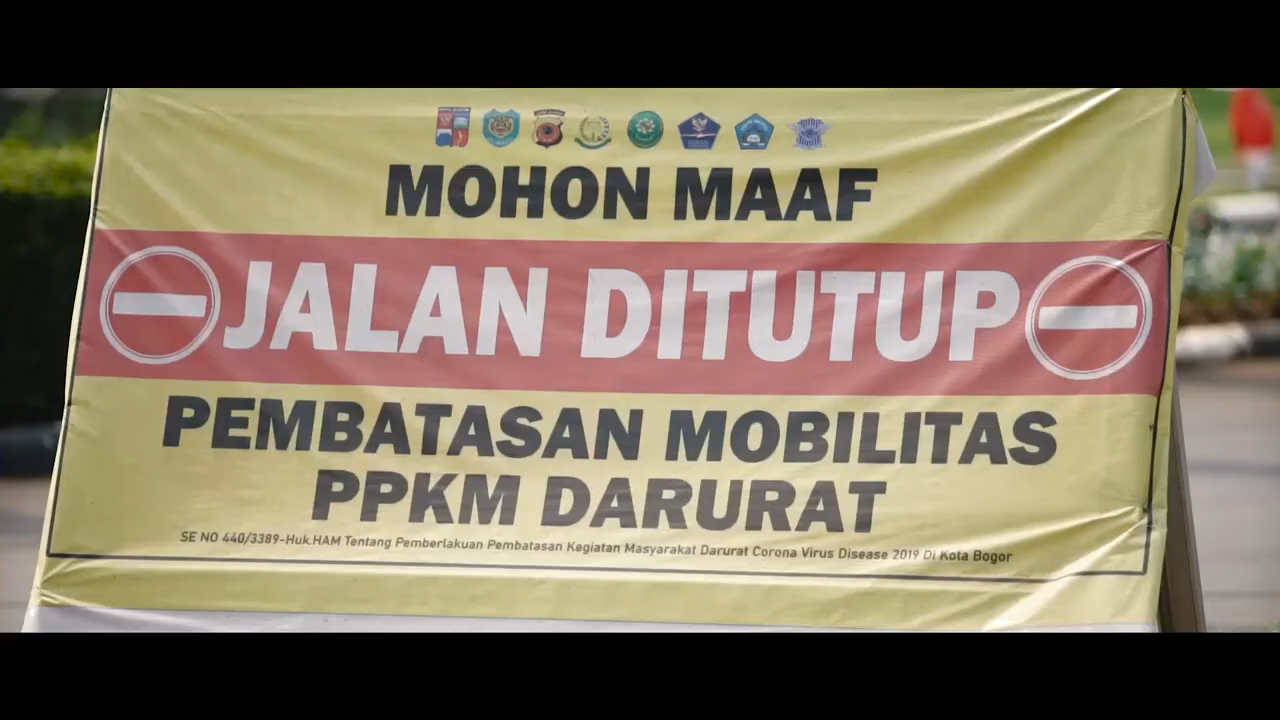 MOHON MAAF
JALAN DITUTUP
PEMBATASAN MOBILITAS
PPKM DARURAT
SE NO 440/3389-Huk.HAM Tentang Pemberlakuan Pembatasan Kegiatan Masyarakat Darurat Corona Virus Disease 2019 Di Kota Bogor